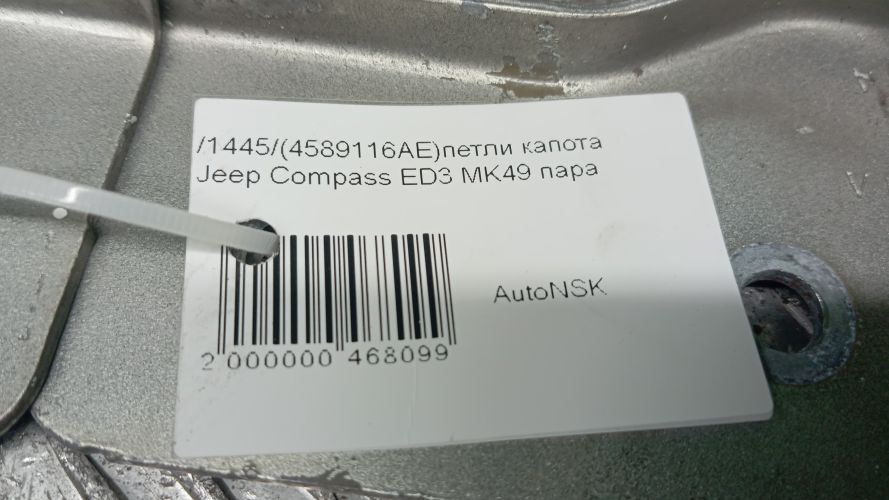 /1445/(4589116AE)петли капота
Jeep Compass ED3 MK49 пара
AutoNSK
2 000000 468099